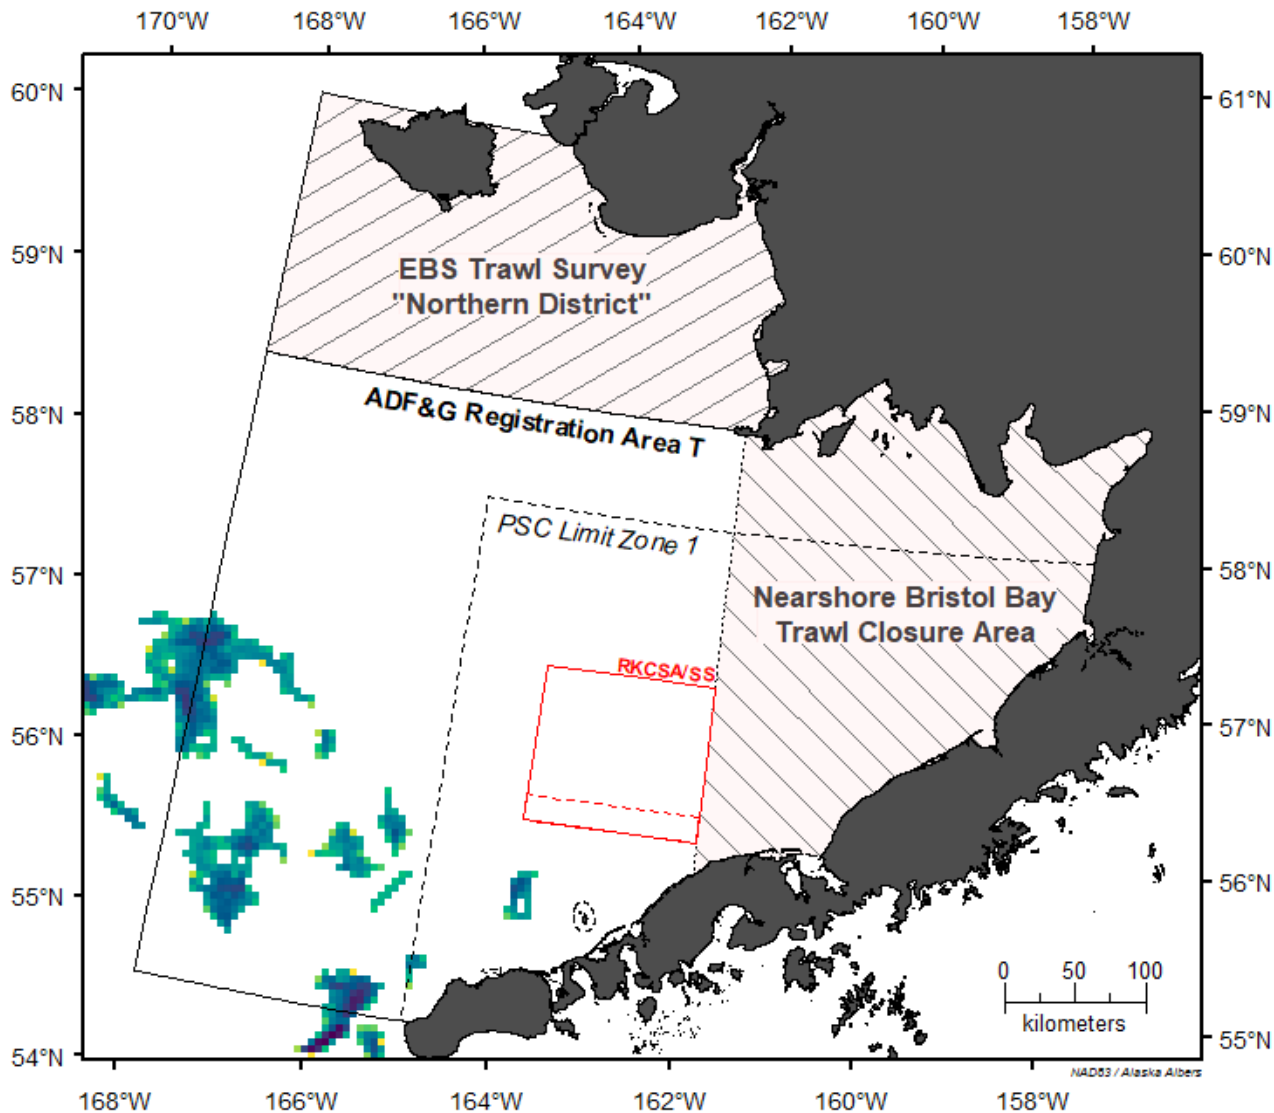 170°W 168°W 166°W 164°W 162°W 160°W 158°W
60°N
61°N
59°N
60°N
EBS Trawl Survey
"Northern District"
58°N
59°N
ADF&G Registration Area T
PSC Limit Zone 1
57°N
58°N
Nearshore Bristol Bay
Trawl Closure Area
RKCSA/SS
56°N
57°N
55°N
56°N
0 50 100
kilometers
54°N
55°N
NAD83 / Alaska Albers
168°W 166°W 164°W 162°W 160°W 158°W